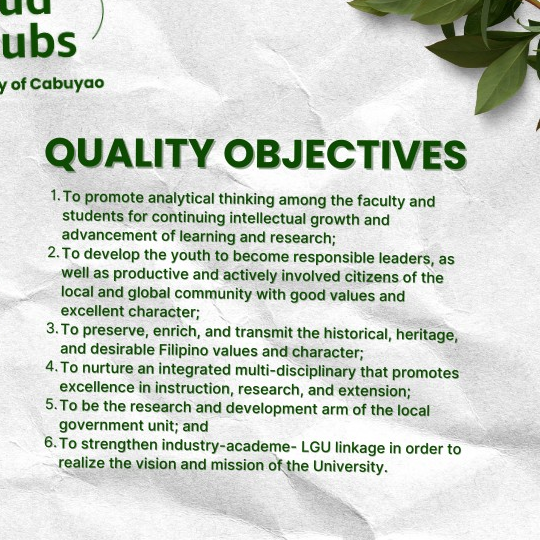 ubs
y of Cabuyao
QUALITY OBJECTIVES
1. To promote analytical thinking among the faculty and
students for continuing intellectual growth and
advancement of learning and research;
2. To develop the youth to become responsible leaders, as
well as productive and actively involved citizens of the
local and global community with good values and
excellent character;
3. To preserve, enrich, and transmit the historical, heritage,
and desirable Filipino values and character;
4. To nurture an integrated multi-disciplinary that promotes
excellence in instruction, research, and extension;
5. To be the research and development arm of the local
government unit; and
6. To strengthen industry-academe- LGU linkage in order to
realize the vision and mission of the University.